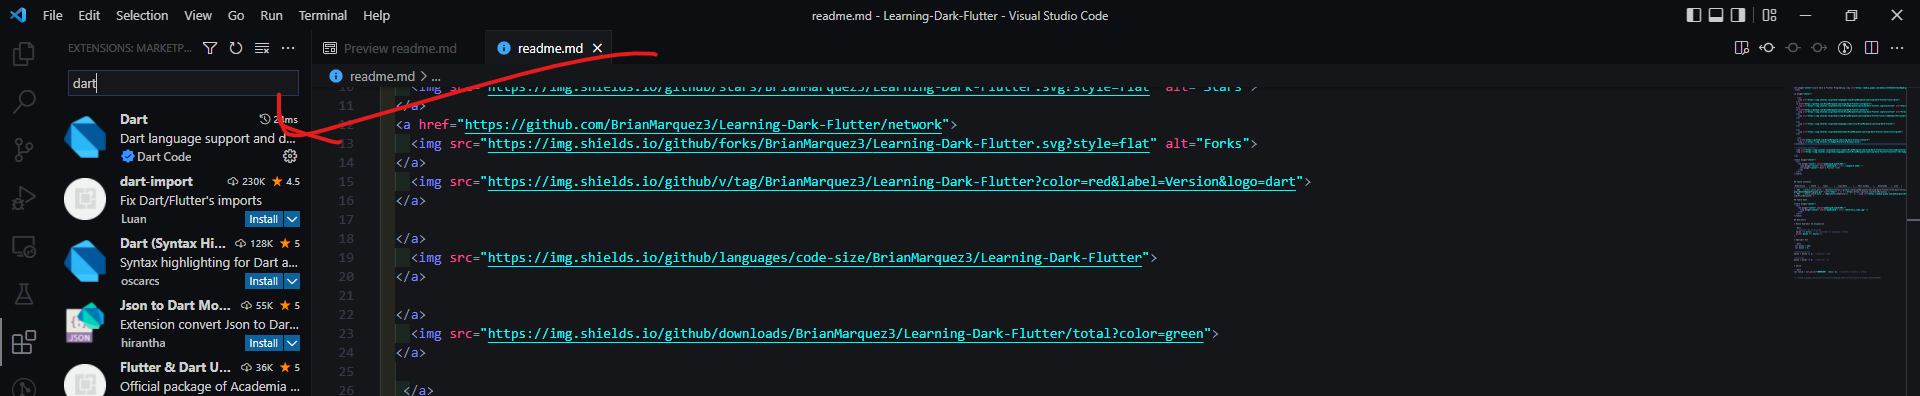 File Edit Selection View Go Run Terminal Help
readme.md - Learning-Dark-Flutter - Visual Studio Code
EXTENSIONS: MARKETP...
Preview readme.md
readme.md
dart
readme.md > ...
Dart
24ms
Dart language support and d...
Dart Code
dart-import 230K 4.5
Fix Dart/Flutter's imports
Luan Install
Dart (Syntax Hi... 128K 5
Syntax highlighting for Dart a...
oscarcs Install
Json to Dart Mo... 55K 5
Extension convert Json to Dar...
hirantha Install
JSON
Flutter & Dart U... 36K 5
Official package of Academia ...
10 <img src="https://img.shields.io/github/stars/BrianMarquez3/Learning-Dark-Flutter.svg?style=flat" alt="Stars">
11 </a>
12 <a href="https://github.com/BrianMarquez3/Learning-Dark-Flutter/network">
13 <img src="https://img.shields.io/github/forks/BrianMarquez3/Learning-Dark-Flutter.svg?style=flat" alt="Forks">
14 </a>
15 <img src="https://img.shields.io/github/v/tag/BrianMarquez3/Learning-Dark-Flutter?color=red&label=Version&logo=dart">
16 </a>
17
18 </a>
19 <img src="https://img.shields.io/github/languages/code-size/BrianMarquez3/Learning-Dark-Flutter">
20 </a>
21
22 </a>
23 <img src="https://img.shields.io/github/downloads/BrianMarquez3/Learning-Dark-Flutter/total?color=green">
24 </a>
25
26 </a>